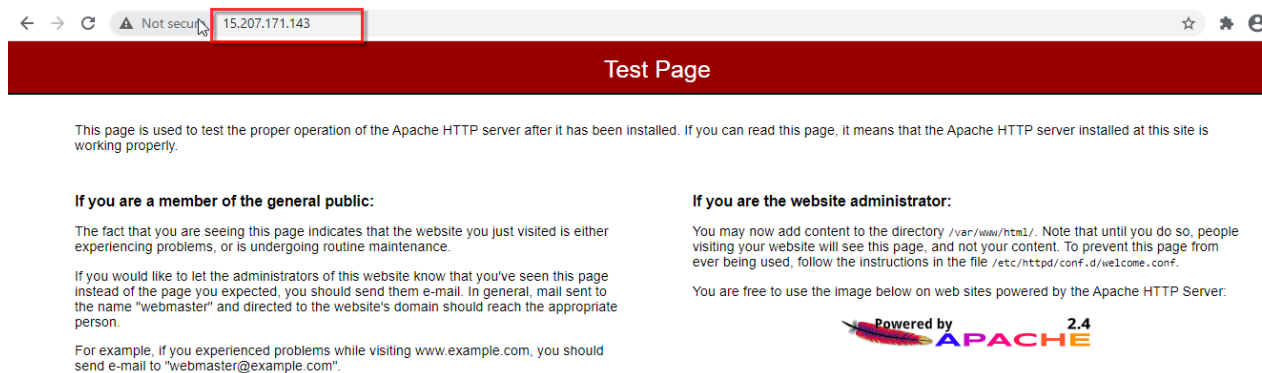 Not secure 15.207.171.143
Test Page
This page is used to test the proper operation of the Apache HTTP server after it has been installed. If you can read this page, it means that the Apache HTTP server installed at this site is
working properly.
If you are a member of the general public:
The fact that you are seeing this page indicates that the website you just visited is either
experiencing problems, or is undergoing routine maintenance.
If you would like to let the administrators of this website know that you've seen this page
instead of the page you expected, you should send them e-mail. In general, mail sent to
the name "webmaster" and directed to the website's domain should reach the appropriate
person.
For example, if you experienced problems while visiting www.example.com, you should
send e-mail to "webmaster@example.com".
If you are the website administrator:
You may now add content to the directory /var/www/html/. Note that until you do so, people
visiting your website will see this page, and not your content. To prevent this page from
ever being used, follow the instructions in the file /etc/httpd/conf.d/welcome.conf.
You are free to use the image below on web sites powered by the Apache HTTP Server:
Powered by 2.4
APACHE